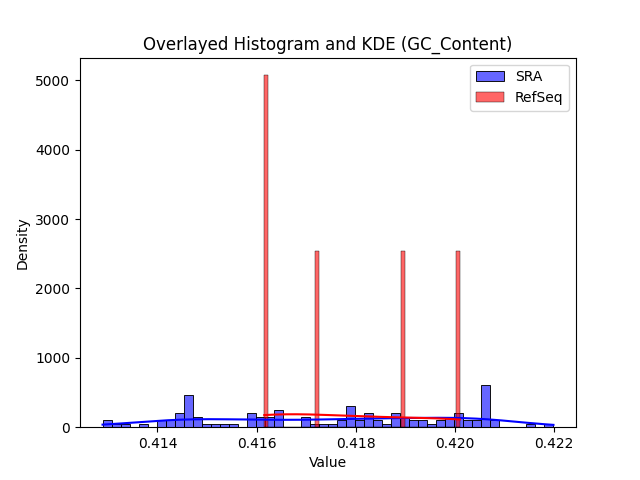 Overlayed Histogram and KDE (GC_Content)
SRA
RefSeq
5000
4000
3000
2000
1000
0
Density
0.414 0.416 0.418 0.420 0.422
Value